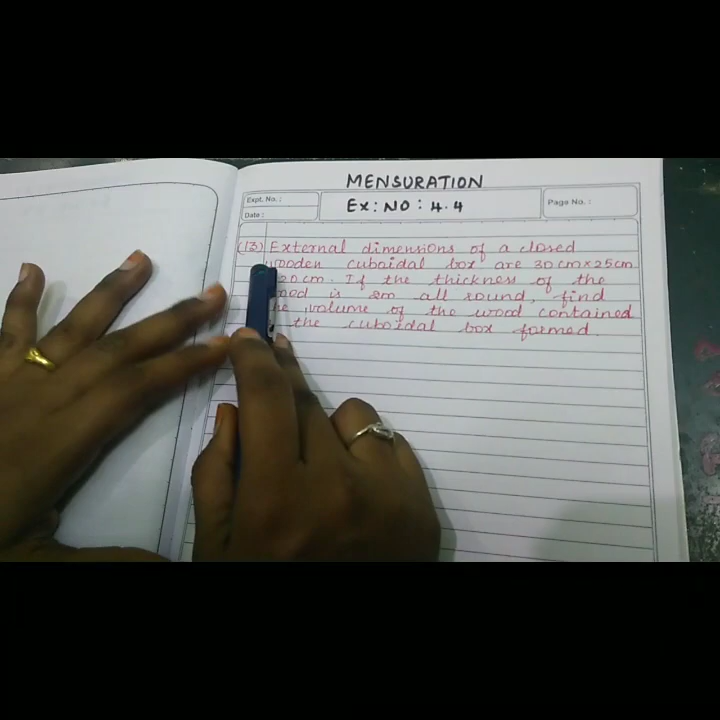 MENSURATION
Expt. No. :
Date :
Ex: NO: 4.4
Page No. :
(13) External dimensions of a closed
wooden cuboidal box are 30cm×25cm
20cm. If the thickness of the
is 2m all round, find
volume of the wood contained
the cuboidal box formed